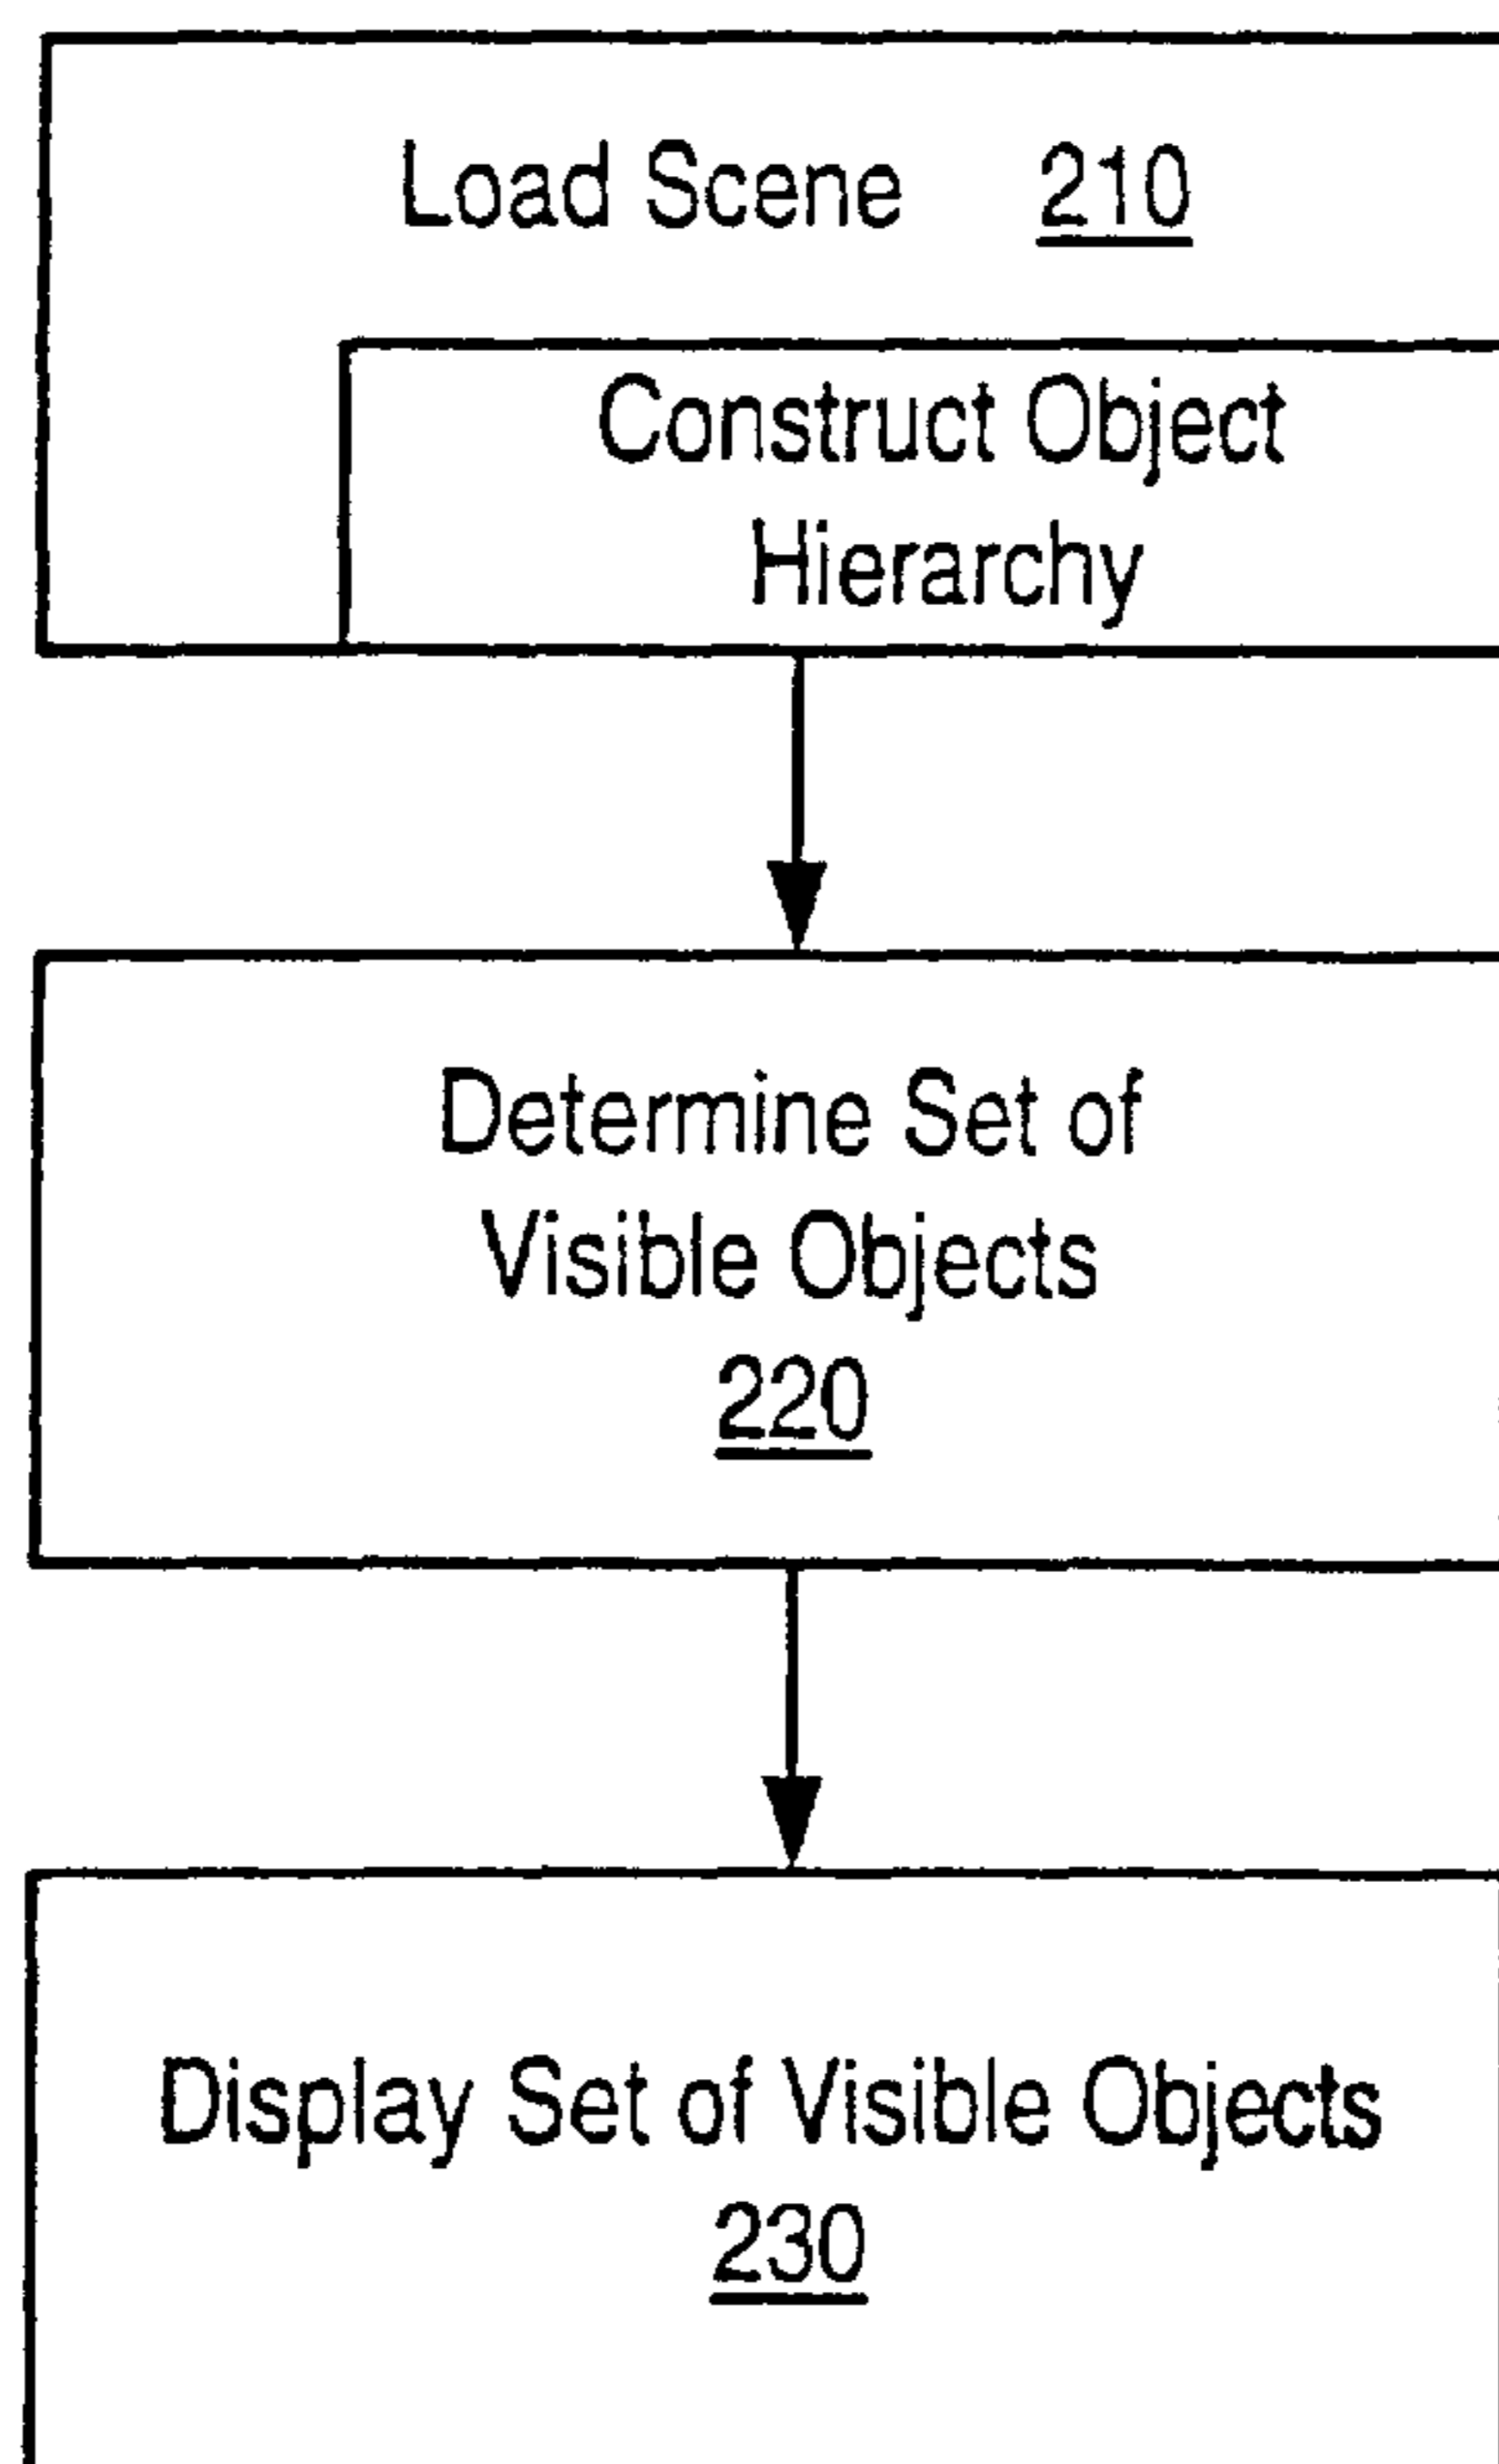 Load Scene 210
Construct Object
Hierarchy
Determine Set of
Visible Objects
220
Display Set of Visible Objects
230